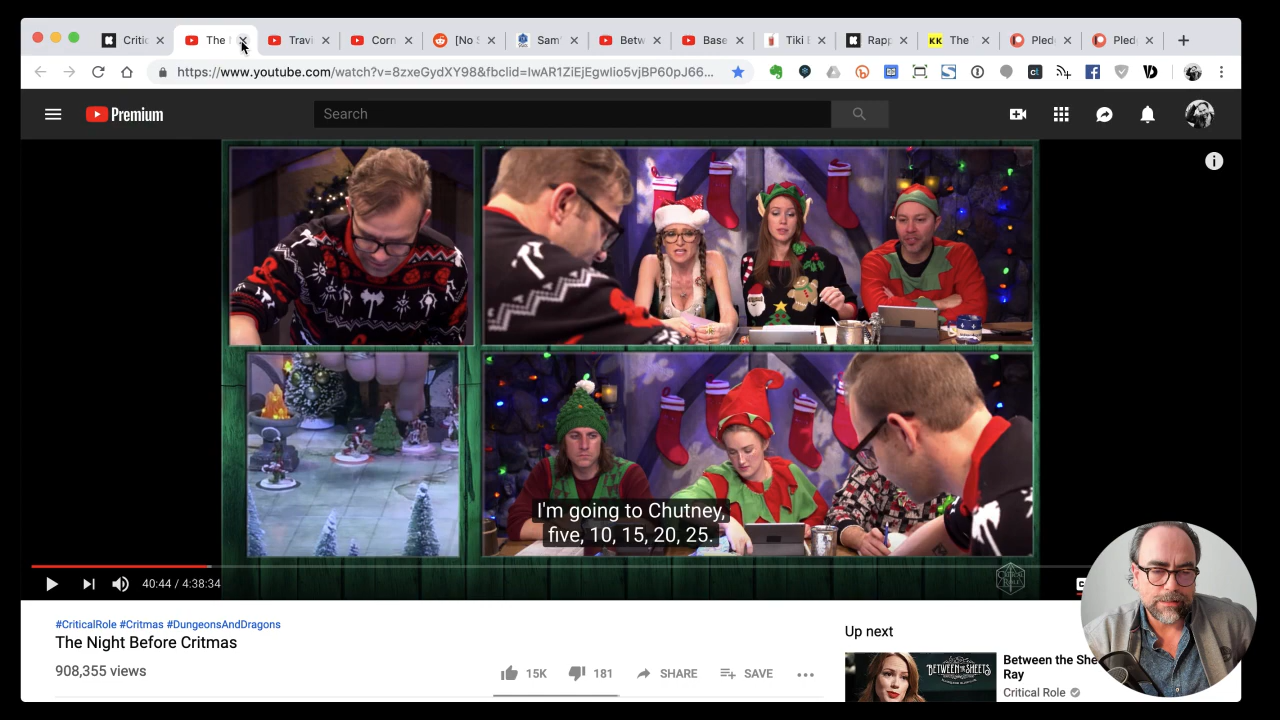 Critic
The N
Travi
Corn
[No S
Sam'
Betw
Base
Tiki
Rapp
KK
The
Pled
Pled
https://www.youtube.com/watch?v=8zxeGydXY98&fbclid=IwAR1ZiEjEgwIio5vjBP60pJ66...
Premium
Search
I'm going to Chutney,
five, 10, 15, 20, 25.
40:44 / 4:38:34
#CriticalRole #Critmas #DungeonsAndDragons
The Night Before Critmas
908,355 views
15K
181
SHARE
SAVE
Up next
BETWEEN THE SHEETS
Between the She
Ray
Critical Role